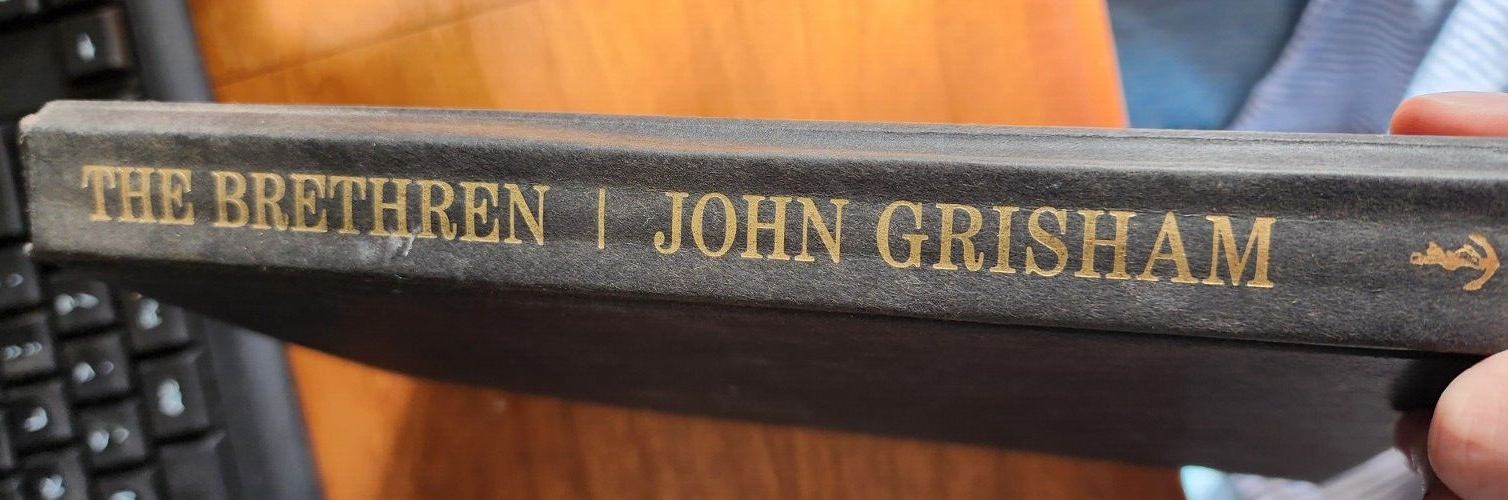 THE BRETHREN | JOHN GRISHAM